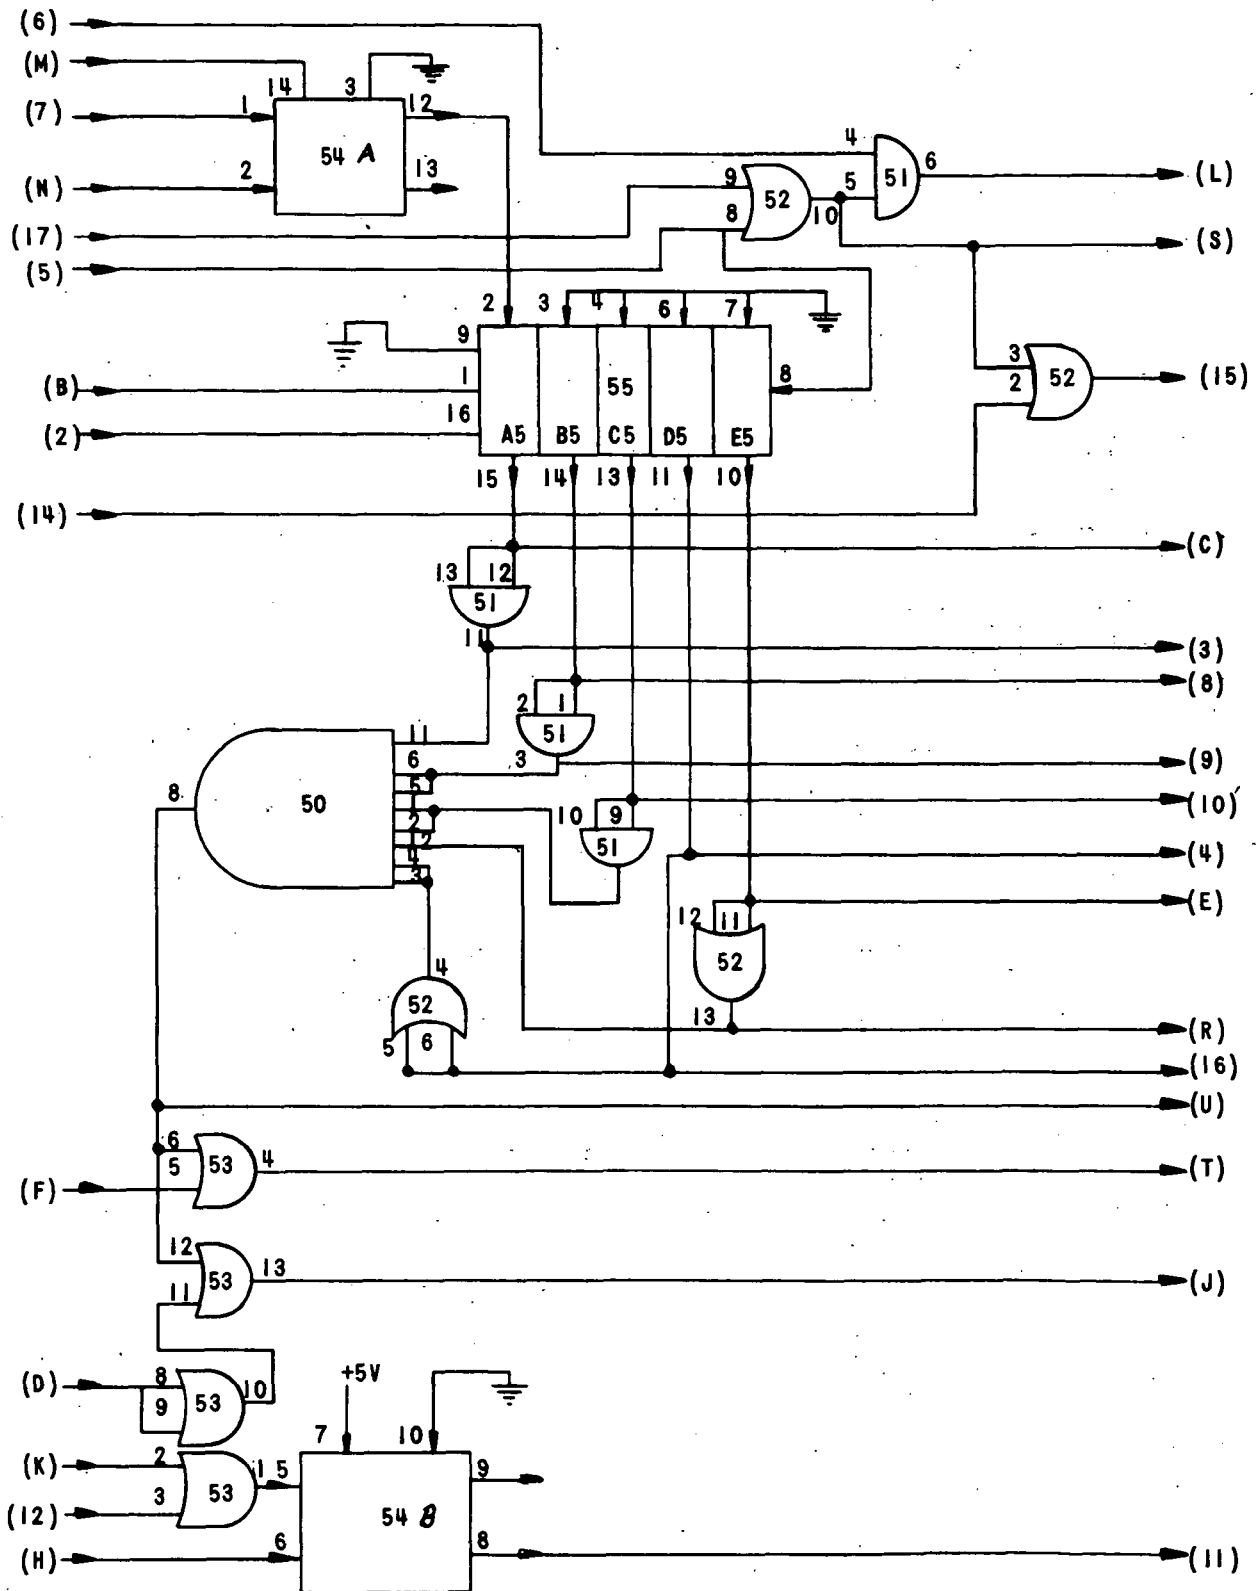 (6)
(M)
14 3
(7) 1 12
54 A
(N) 2 13
4
51 6 (L)
9 52 5
8 10
(17)
(S)
(5)
2 3 4 6 7
9
(B) 1 55 8
3
2 52 (15)
16
(2) A5 B5 C5 D5 E5
15 14 13 11 10
(14)
(C)
13 12
51
11 (3)
2 1 (8)
51
11
6 3 (9)
5
8 50 1 10 9 (10)
2
12 51
4 (4)
3
12 11 (E)
52
4
52 13 (R)
5 6
(16)
(U)
6
5 53 4 (T)
(F)
12
53 13 (J)
11
+5V
(D) 8 10
9 53
7 10
(K) 2 1 5 9
3 53
(12) 54 B
(H) 6 8 (11)